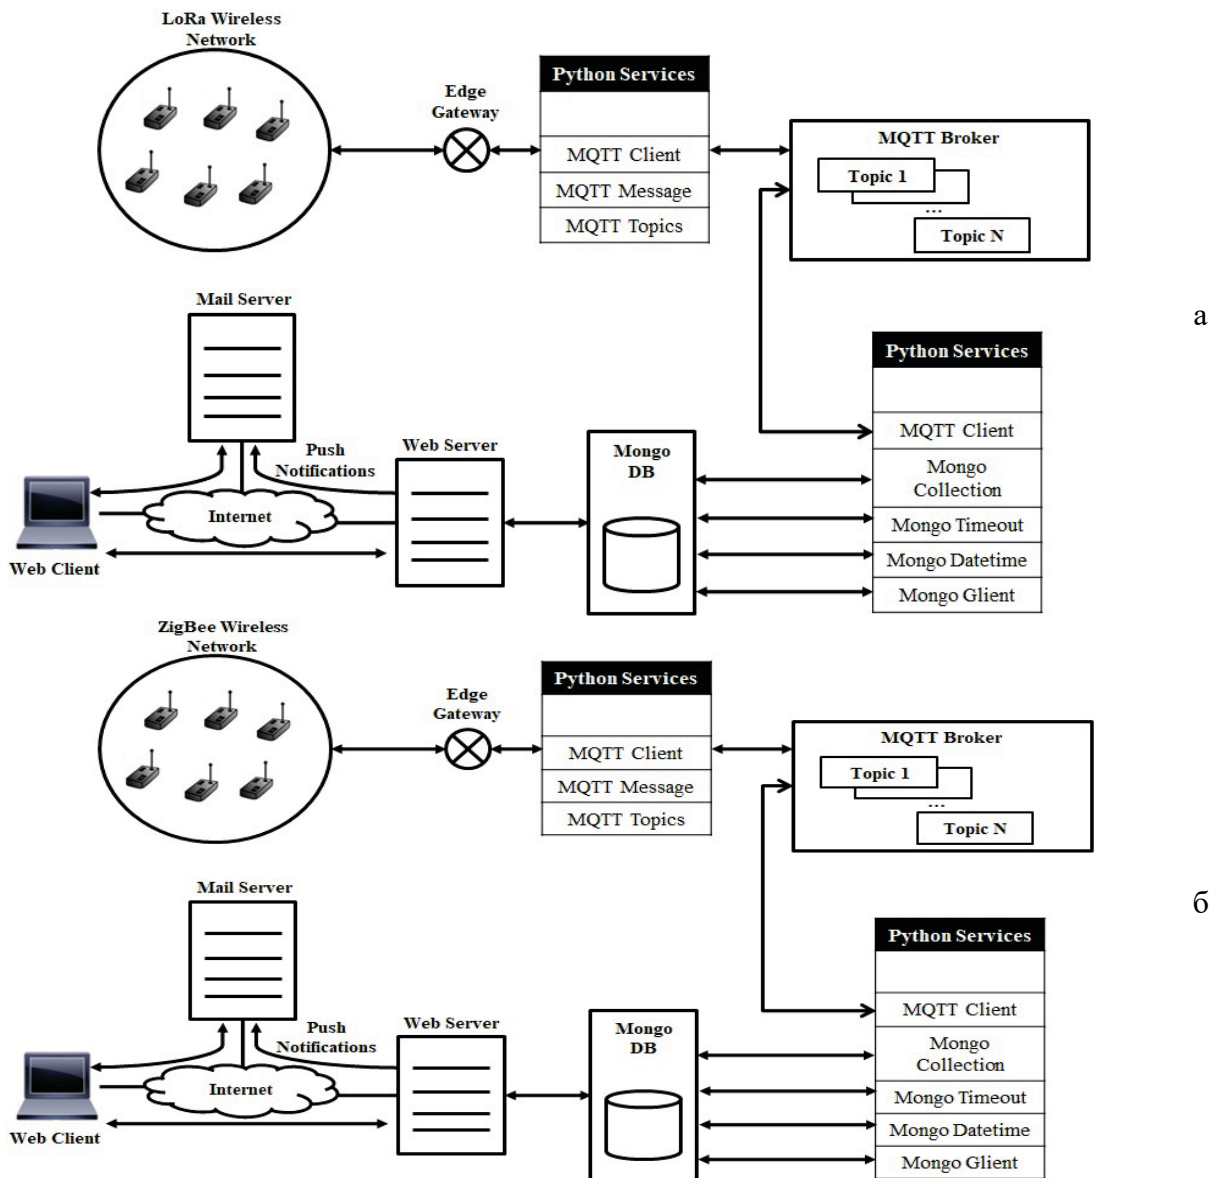 LoRa Wireless
Network
Edge
Gateway
Python Services
MQTT Client
MQTT Message
MQTT Topics
MQTT Broker
Topic 1
...
Topic N
а
Mail Server
Push
Notifications
Internet
Web Client
Web Server
Mongo
DB
Python Services
MQTT Client
Mongo
Collection
Mongo Timeout
Mongo Datetime
Mongo Glient
ZigBee Wireless
Network
Edge
Gateway
Python Services
MQTT Client
MQTT Message
MQTT Topics
MQTT Broker
Topic 1
...
Topic N
б
Mail Server
Push
Notifications
Internet
Web Client
Web Server
Mongo
DB
Python Services
MQTT Client
Mongo
Collection
Mongo Timeout
Mongo Datetime
Mongo Glient